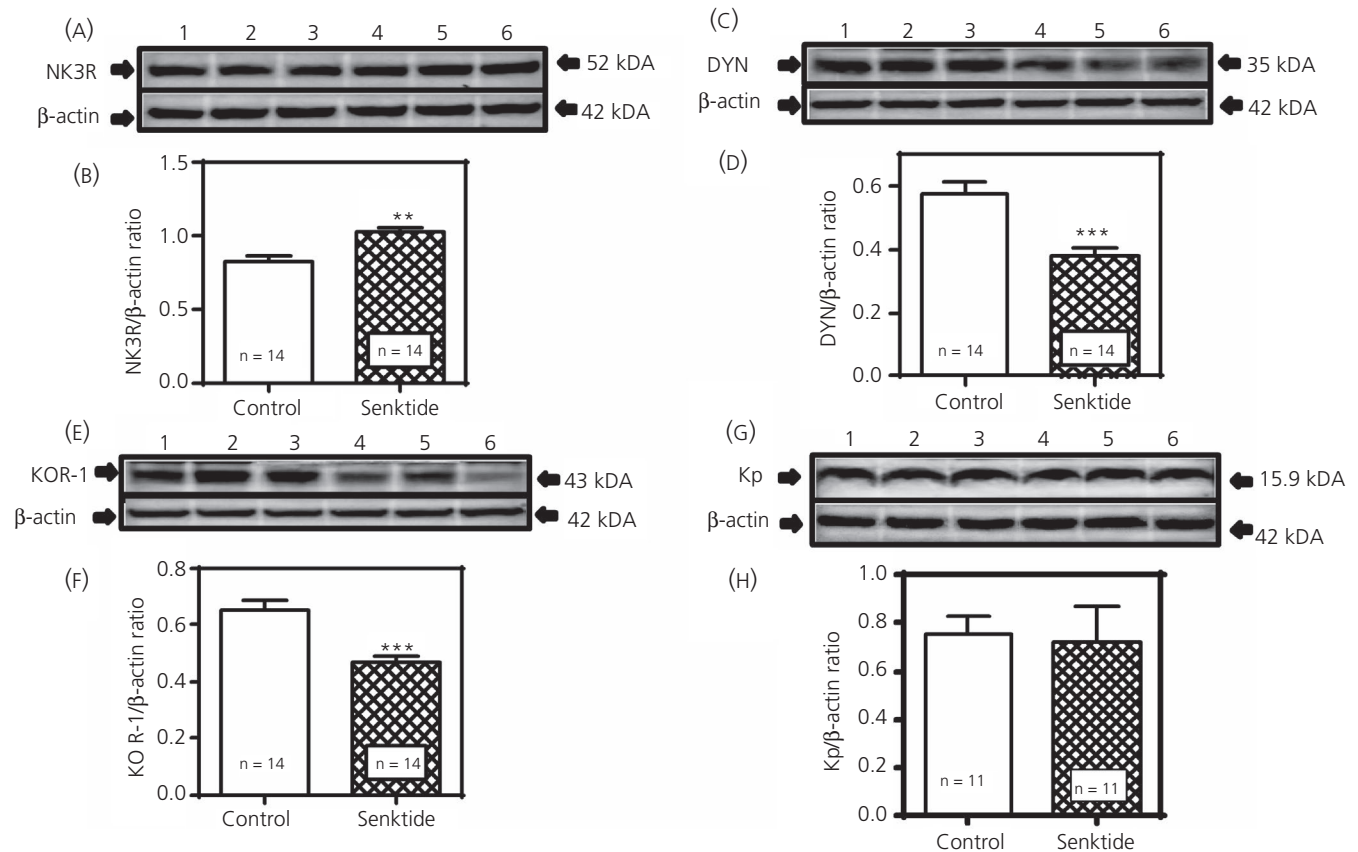 (A)
1 2 3 4 5 6
NK3R
52 kDA
β-actin
42 kDA
(B)
NK3R/β-actin ratio
1.5
1.0
0.5
0.0
**
n = 14
n = 14
Control
Senktide
(C)
1 2 3 4 5 6
DYN
35 kDA
β-actin
42 kDA
(D)
DYN/β-actin ratio
0.6
0.4
0.2
0.0
***
n = 14
n = 14
Control
Senktide
(E)
1 2 3 4 5 6
KOR-1
43 kDA
β-actin
42 kDA
(F)
KO R-1/β-actin ratio
0.8
0.6
0.4
0.2
0.0
***
n = 14
n = 14
Control
Senktide
(G)
1 2 3 4 5 6
Kp
15.9 kDA
β-actin
42 kDA
(H)
Kp/β-actin ratio
1.0
0.8
0.6
0.4
0.2
0.0
n = 11
n = 11
Control
Senktide